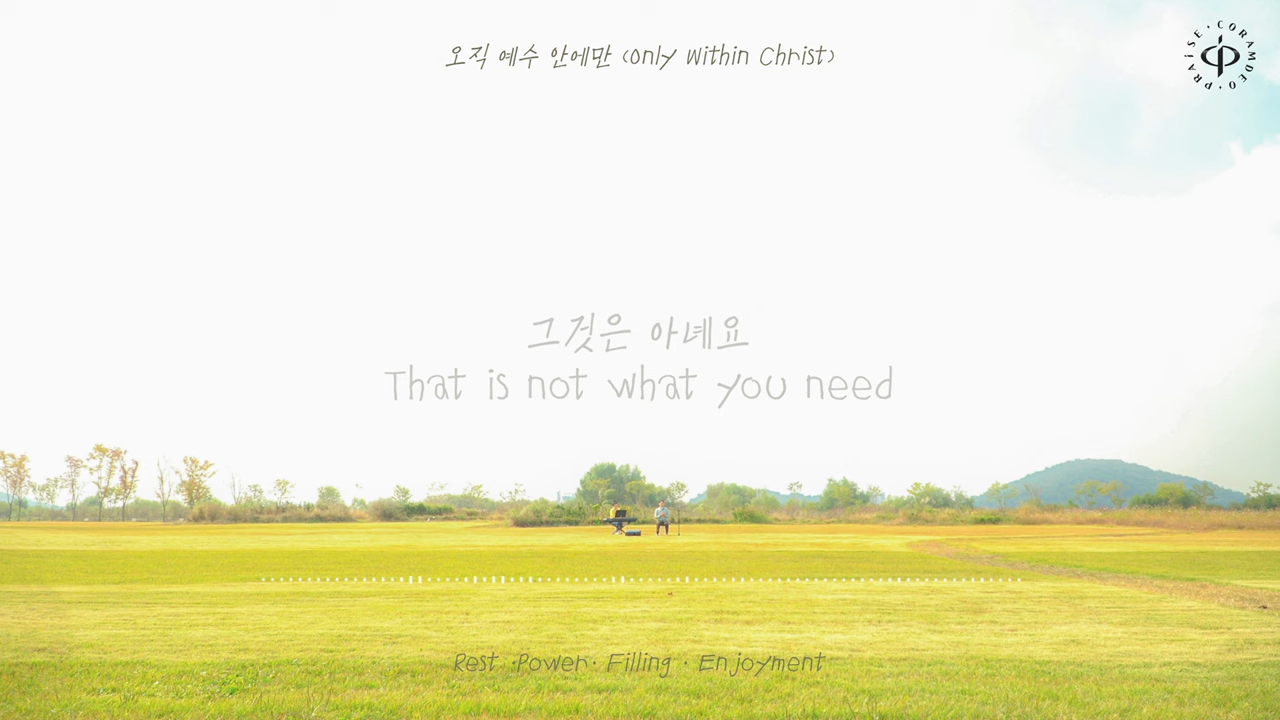 오직 예수 안에만 (Only Within Christ)
PRAiSE · CORAMDEO ·
그것은 아녜요
That is not what you need
Rest · Power · Filling · Enjoyment